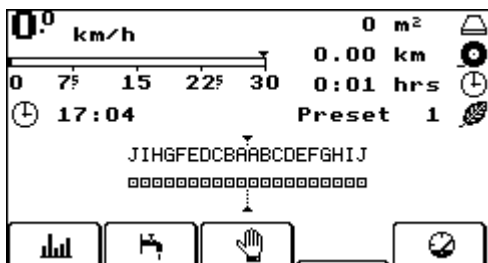 0.0 km/h
0 m²
0.00 km
0 7.5 15 22.5 30
0:01 hrs
17:04
Preset 1
JIHGFEDCBAABCDEFGHIJ